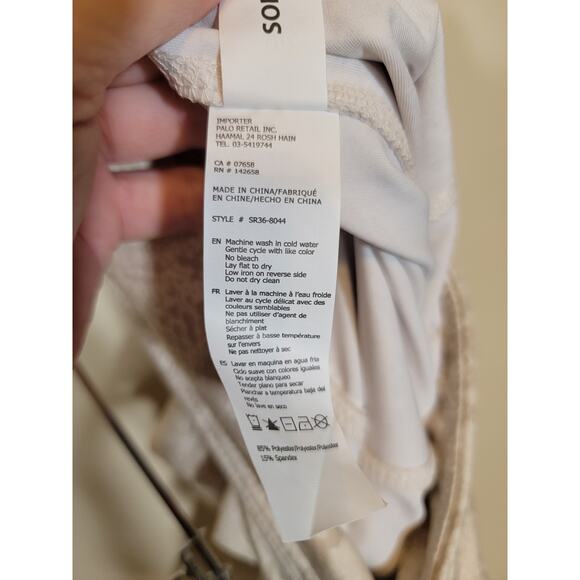 SOL
IMPORTER
PALO RETAIL INC.
HAAMAL 24 ROSH HAIN
TEL. 03-5419744
CA # 07658
RN # 142658
MADE IN CHINA/FABRIQUÉ
EN CHINE/HECHO EN CHINA
STYLE # SR36-8044
EN Machine wash in cold water
Gentle cycle with like color
No bleach
Lay flat to dry
Low iron on reverse side
Do not dry clean
FR Laver à la machine à l'eau froide
Laver au cycle délicat avec des
couleurs semblables
Ne pas utiliser d'agent de
blanchiment
Sécher à plat
Repasser à basse température
sur l'envers
Ne pas nettoyer à sec
ES Lavar en maquina en agua fria
Ciclo suave con colores iguales
No acepta blanqueo
Tender plano para secar
Planchar a temperatura baja del
revés
No lave en seco
85% Polyester/Polyester/Polyester
15% Spandex